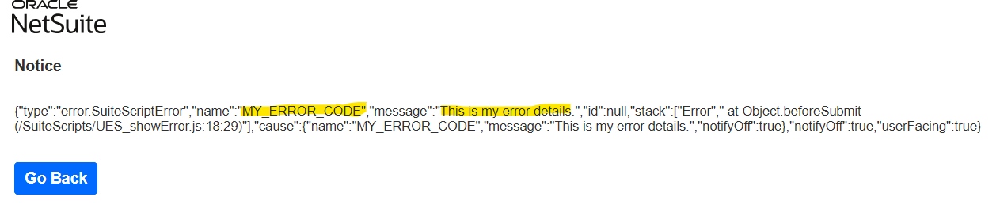 ORACLE
NetSuite
Notice
{"type":"error.SuiteScriptError","name":"MY_ERROR_CODE","message":"This is my error details.","id":null,"stack":["Error"," at Object.beforeSubmit
(/SuiteScripts/UES_showError.js:18:29)"],"cause":{"name":"MY_ERROR_CODE","message":"This is my error details.","notifyOff":true},"notifyOff":true,"userFacing":true}
Go Back